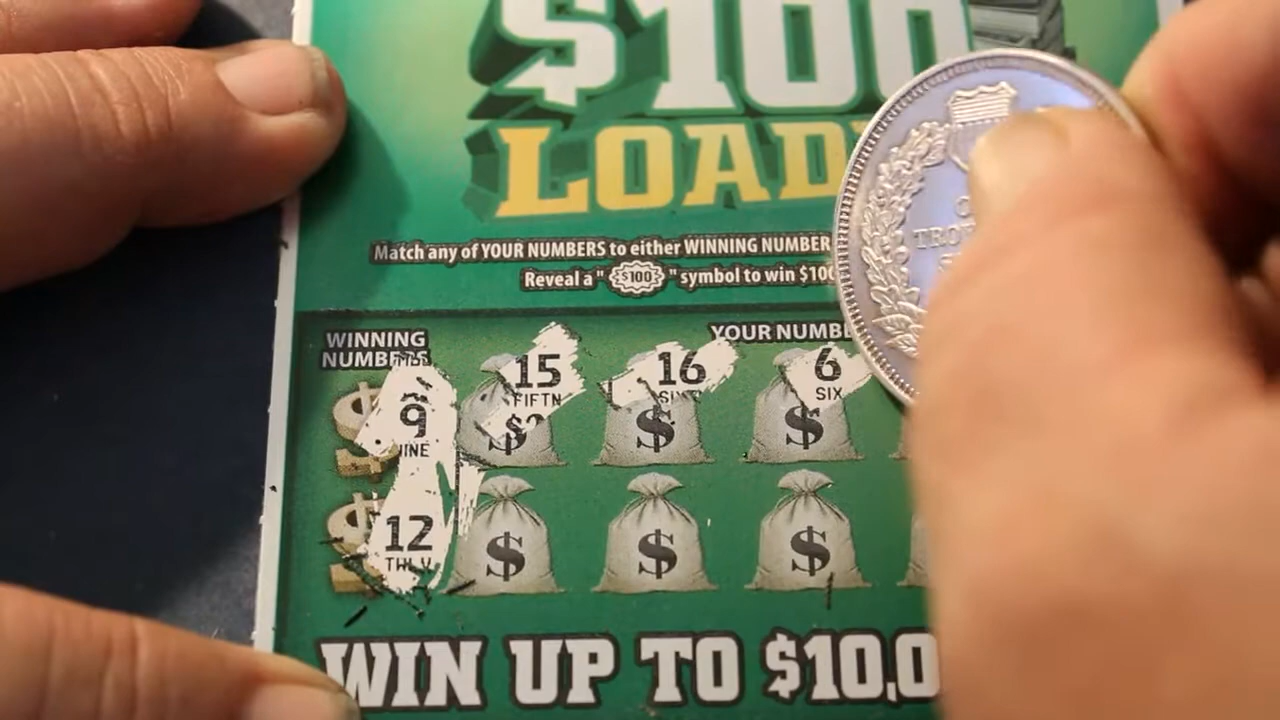 $100
LOAD
Match any of YOUR NUMBERS to either WINNING NUMBER
Reveal a "$100" symbol to win $100
WINNING
NUMBERS
YOUR NUMBE
15
FIFTN
16
6
SIX
9
$
$
$
12
$
$
$
WIN UP TO $10,0